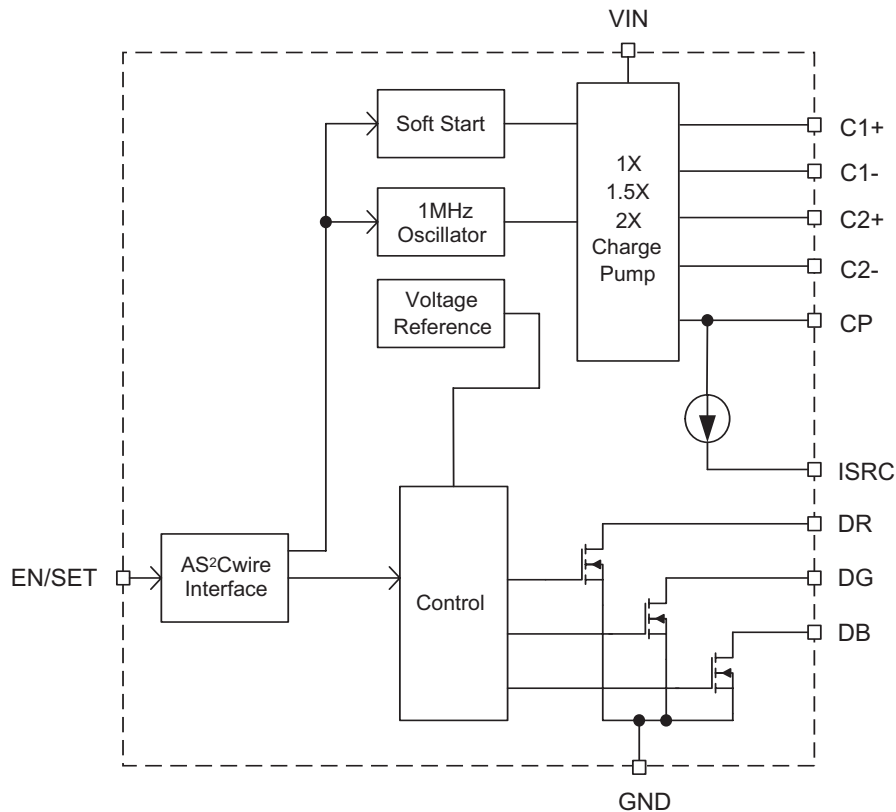 VIN
Soft Start
1MHz
Oscillator
Voltage
Reference
1X
1.5X
2X
Charge
Pump
C1+
C1-
C2+
C2-
CP
ISRC
DR
DG
DB
EN/SET
AS²Cwire
Interface
Control
GND